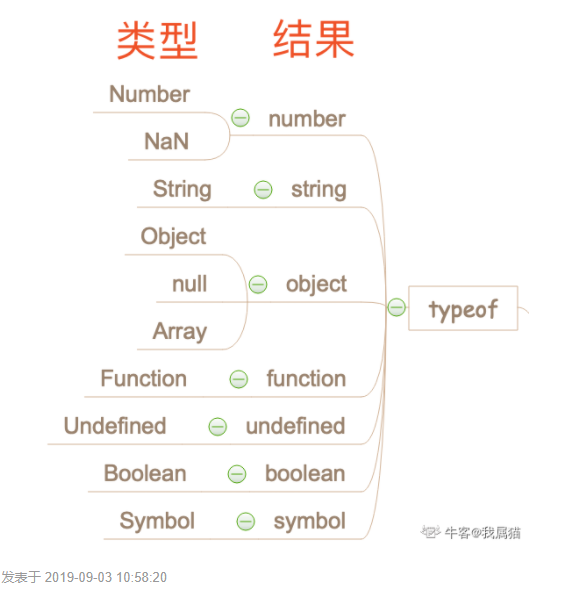 类型 结果
Number
number
NaN
String string
Object
null object
Array
typeof
Function function
Undefined undefined
Boolean boolean
Symbol symbol
牛客@我属猫
发表于 2019-09-03 10:58:20